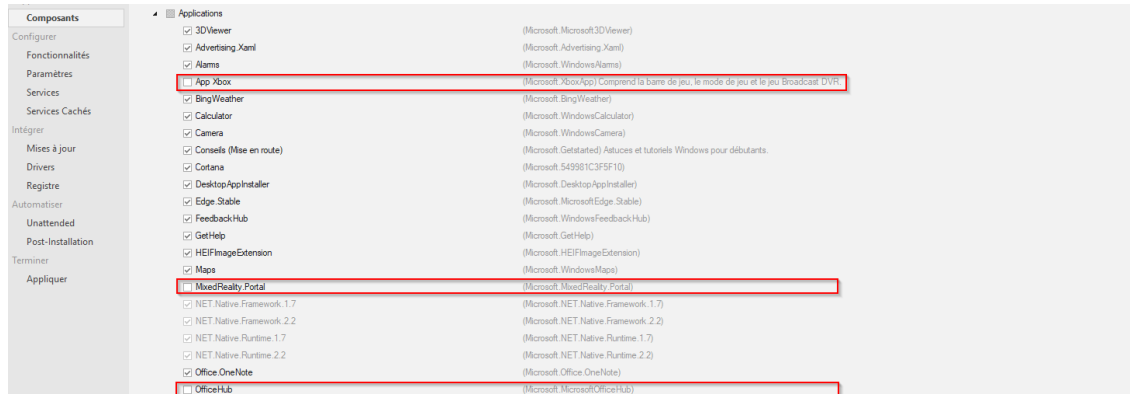 Composants
Configurer
Fonctionnalités
Paramètres
Services
Services Cachés
Intégrer
Mises à jour
Drivers
Registre
Automatiser
Unattended
Post-Installation
Terminer
Appliquer
Applications
3DViewer (Microsoft.Microsoft3DViewer)
Advertising.Xaml (Microsoft.Advertising.Xaml)
Alarms (Microsoft.WindowsAlarms)
App Xbox (Microsoft.XboxApp) Comprend la barre de jeu, le mode de jeu et le jeu Broadcast DVR.
BingWeather (Microsoft.BingWeather)
Calculator (Microsoft.WindowsCalculator)
Camera (Microsoft.WindowsCamera)
Conseils (Mise en route) (Microsoft.Getstarted) Astuces et tutoriels Windows pour débutants.
Cortana (Microsoft.549981C3F5F10)
DesktopAppInstaller (Microsoft.DesktopAppInstaller)
Edge.Stable (Microsoft.MicrosoftEdge.Stable)
FeedbackHub (Microsoft.WindowsFeedbackHub)
GetHelp (Microsoft.GetHelp)
HEIFImageExtension (Microsoft.HEIFImageExtension)
Maps (Microsoft.WindowsMaps)
MixedReality.Portal (Microsoft.MixedReality.Portal)
NET.Native.Framework.1.7 (Microsoft.NET.Native.Framework.1.7)
NET.Native.Framework.2.2 (Microsoft.NET.Native.Framework.2.2)
NET.Native.Runtime.1.7 (Microsoft.NET.Native.Runtime.1.7)
NET.Native.Runtime.2.2 (Microsoft.NET.Native.Runtime.2.2)
Office.OneNote (Microsoft.Office.OneNote)
OfficeHub (Microsoft.MicrosoftOfficeHub)